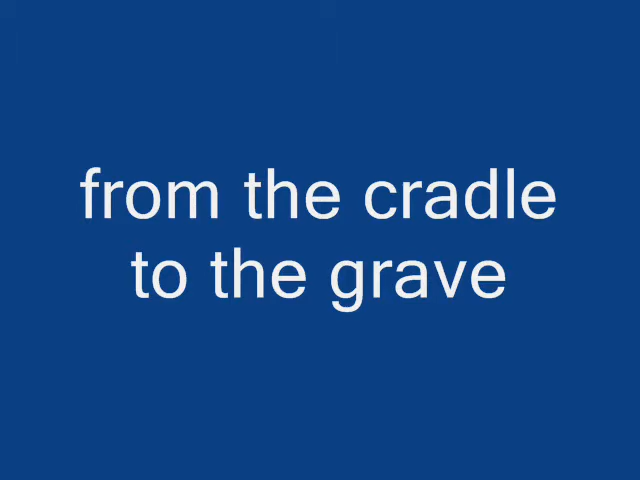 from the cradle
to the grave